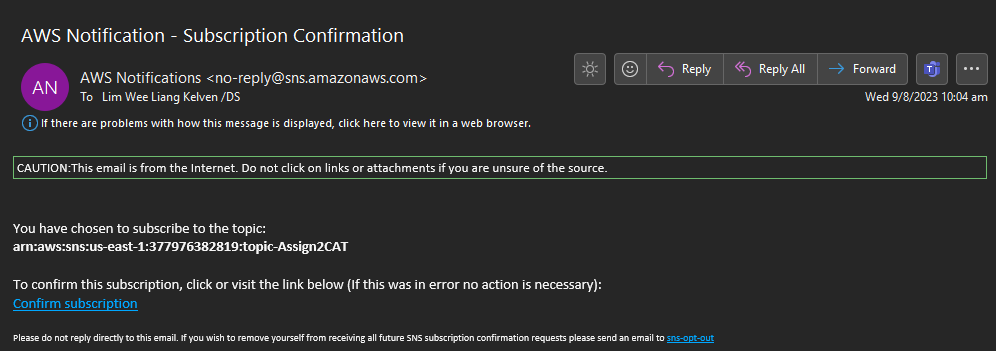 AWS Notification - Subscription Confirmation
AN
AWS Notifications <no-reply@sns.amazonaws.com>
To Lim Wee Liang Kelven /DS
Reply
Reply All
Forward
Wed 9/8/2023 10:04 am
If there are problems with how this message is displayed, click here to view it in a web browser.
CAUTION:This email is from the Internet. Do not click on links or attachments if you are unsure of the source.
You have chosen to subscribe to the topic:
arn:aws:sns:us-east-1:377976382819:topic-Assign2CAT
To confirm this subscription, click or visit the link below (If this was in error no action is necessary):
Confirm subscription
Please do not reply directly to this email. If you wish to remove yourself from receiving all future SNS subscription confirmation requests please send an email to sns-opt-out